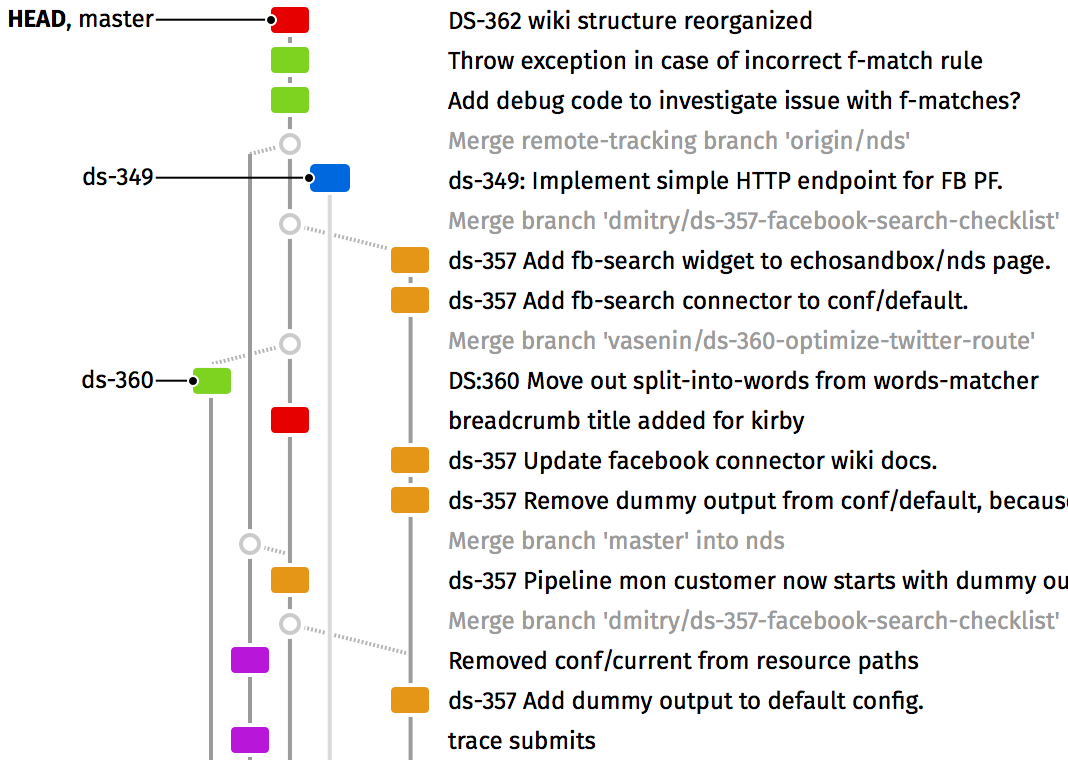 HEAD, master DS-362 wiki structure reorganized
Throw exception in case of incorrect f-match rule
Add debug code to investigate issue with f-matches?
Merge remote-tracking branch 'origin/nds'
ds-349 ds-349: Implement simple HTTP endpoint for FB PF.
Merge branch 'dmitry/ds-357-facebook-search-checklist'
ds-357 Add fb-search widget to echosandbox/nds page.
ds-357 Add fb-search connector to conf/default.
Merge branch 'vasenin/ds-360-optimize-twitter-route'
ds-360 DS:360 Move out split-into-words from words-matcher
breadcrumb title added for kirby
ds-357 Update facebook connector wiki docs.
ds-357 Remove dummy output from conf/default, because
Merge branch 'master' into nds
ds-357 Pipeline mon customer now starts with dummy ou
Merge branch 'dmitry/ds-357-facebook-search-checklist'
Removed conf/current from resource paths
ds-357 Add dummy output to default config.
trace submits